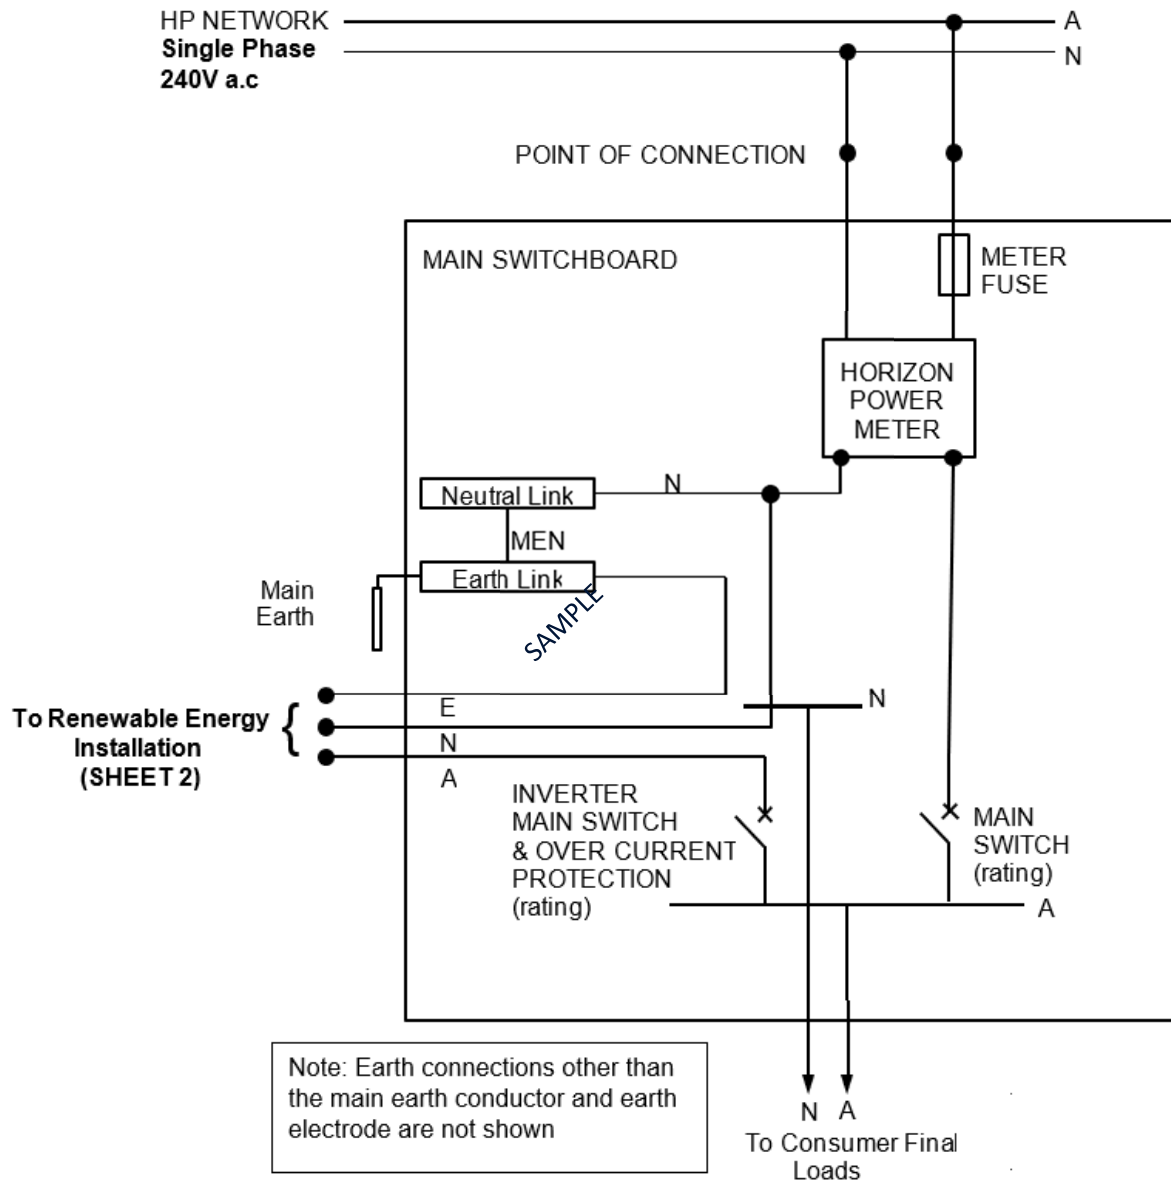 HP NETWORK
Single Phase
240V a.c
A
N
POINT OF CONNECTION
MAIN SWITCHBOARD
METER
FUSE
HORIZON
POWER
METER
Neutral Link
N
MEN
Earth Link
Main
Earth
SAMPLE
To Renewable Energy
Installation
(SHEET 2)
{
E
N
A
N
INVERTER
MAIN SWITCH
& OVER CURRENT
PROTECTION
(rating)
MAIN
SWITCH
(rating)
A
Note: Earth connections other than
the main earth conductor and earth
electrode are not shown
N A
To Consumer Final
Loads